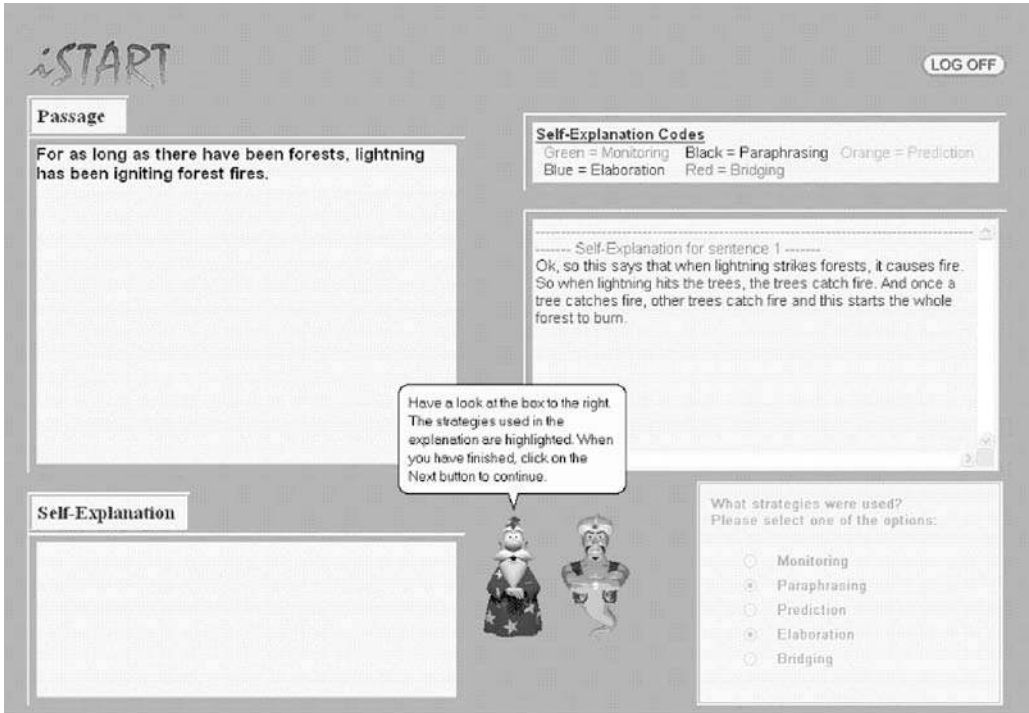 iSTART
LOG OFF
Passage
For as long as there have been forests, lightning
has been igniting forest fires.
Self-Explanation Codes
Green = Monitoring Black = Paraphrasing Orange = Prediction
Blue = Elaboration Red = Bridging
------- Self-Explanation for sentence 1 -------
Ok, so this says that when lightning strikes forests, it causes fire.
So when lightning hits the trees, the trees catch fire. And once a
tree catches fire, other trees catch fire and this starts the whole
forest to burn.
Have a look at the box to the right.
The strategies used in the
explanation are highlighted. When
you have finished, click on the
Next button to continue.
Self-Explanation
What strategies were used?
Please select one of the options:
Monitoring
Paraphrasing
Prediction
Elaboration
Bridging